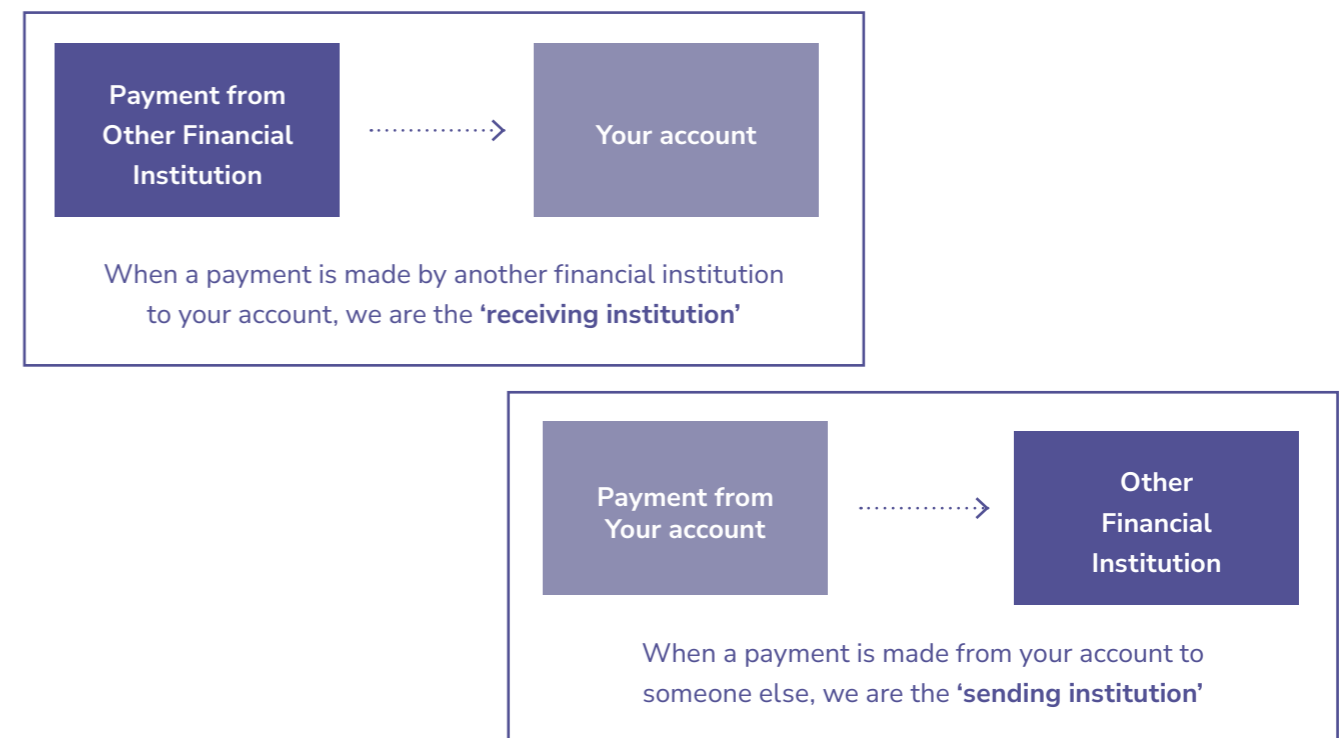 Payment from
Other Financial
Institution
Your account
When a payment is made by another financial institution
to your account, we are the ‘receiving institution’
Payment from
Your account
Other
Financial
Institution
When a payment is made from your account to
someone else, we are the ‘sending institution’